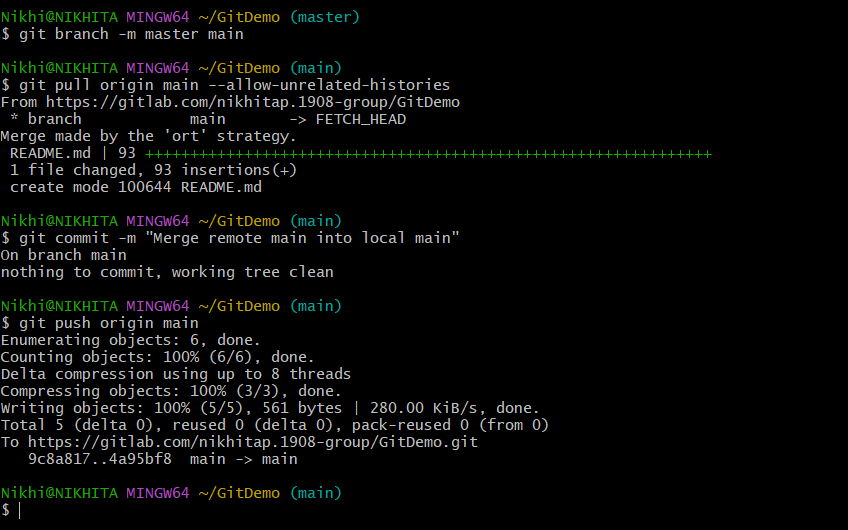 Nikhi@NIKHITA MINGW64 ~/GitDemo (master)
$ git branch -m master main
Nikhi@NIKHITA MINGW64 ~/GitDemo (main)
$ git pull origin main --allow-unrelated-histories
From https://gitlab.com/nikhitap.1908-group/GitDemo
 * branch            main       -> FETCH_HEAD
Merge made by the 'ort' strategy.
 README.md | 93 +++++++++++++++++++++++++++++++++++++++++++++++++++++++++++++++
 1 file changed, 93 insertions(+)
 create mode 100644 README.md
Nikhi@NIKHITA MINGW64 ~/GitDemo (main)
$ git commit -m "Merge remote main into local main"
On branch main
nothing to commit, working tree clean
Nikhi@NIKHITA MINGW64 ~/GitDemo (main)
$ git push origin main
Enumerating objects: 6, done.
Counting objects: 100% (6/6), done.
Delta compression using up to 8 threads
Compressing objects: 100% (3/3), done.
Writing objects: 100% (5/5), 561 bytes | 280.00 KiB/s, done.
Total 5 (delta 0), reused 0 (delta 0), pack-reused 0 (from 0)
To https://gitlab.com/nikhitap.1908-group/GitDemo.git
   9c8a817..4a95bf8  main -> main
Nikhi@NIKHITA MINGW64 ~/GitDemo (main)
$